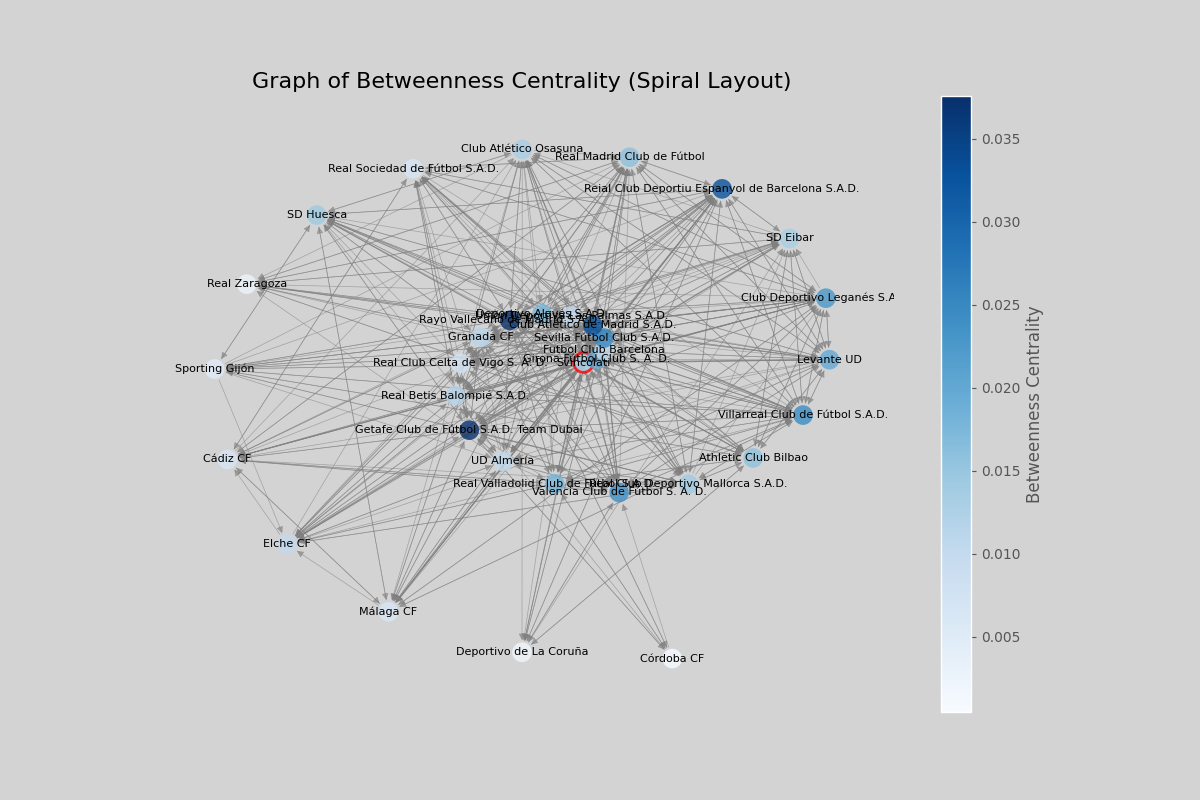 Graph of Betweenness Centrality (Spiral Layout)
Club Atlético Osasuna
Real Madrid Club de Fútbol
Real Sociedad de Fútbol S.A.D.
Reial Club Deportiu Espanyol de Barcelona S.A.D.
SD Huesca
SD Eibar
Real Zaragoza
Club Deportivo Leganés S.A
Deportivo Alavés S.A.D.
Rayo Vallecano de Madrid S.A.D.
Club Atlético de Madrid S.A.D.
Granada CF
Sevilla Fútbol Club S.A.D.
Fútbol Club Barcelona
Girona Fútbol Club S. A. D.
Real Club Celta de Vigo S. A. D.
Svincolati
Levante UD
Sporting Gijón
Real Betis Balompié S.A.D.
Villarreal Club de Fútbol S.A.D.
Getafe Club de Fútbol S.A.D. Team Dubai
Cádiz CF
UD Almería
Athletic Club Bilbao
Real Valladolid Club de Fútbol S.A.D.
Real Club Deportivo Mallorca S.A.D.
Valencia Club de Fútbol S. A. D.
Elche CF
Málaga CF
Deportivo de La Coruña
Córdoba CF
0.035
0.030
0.025
0.020
0.015
0.010
0.005
Betweenness Centrality